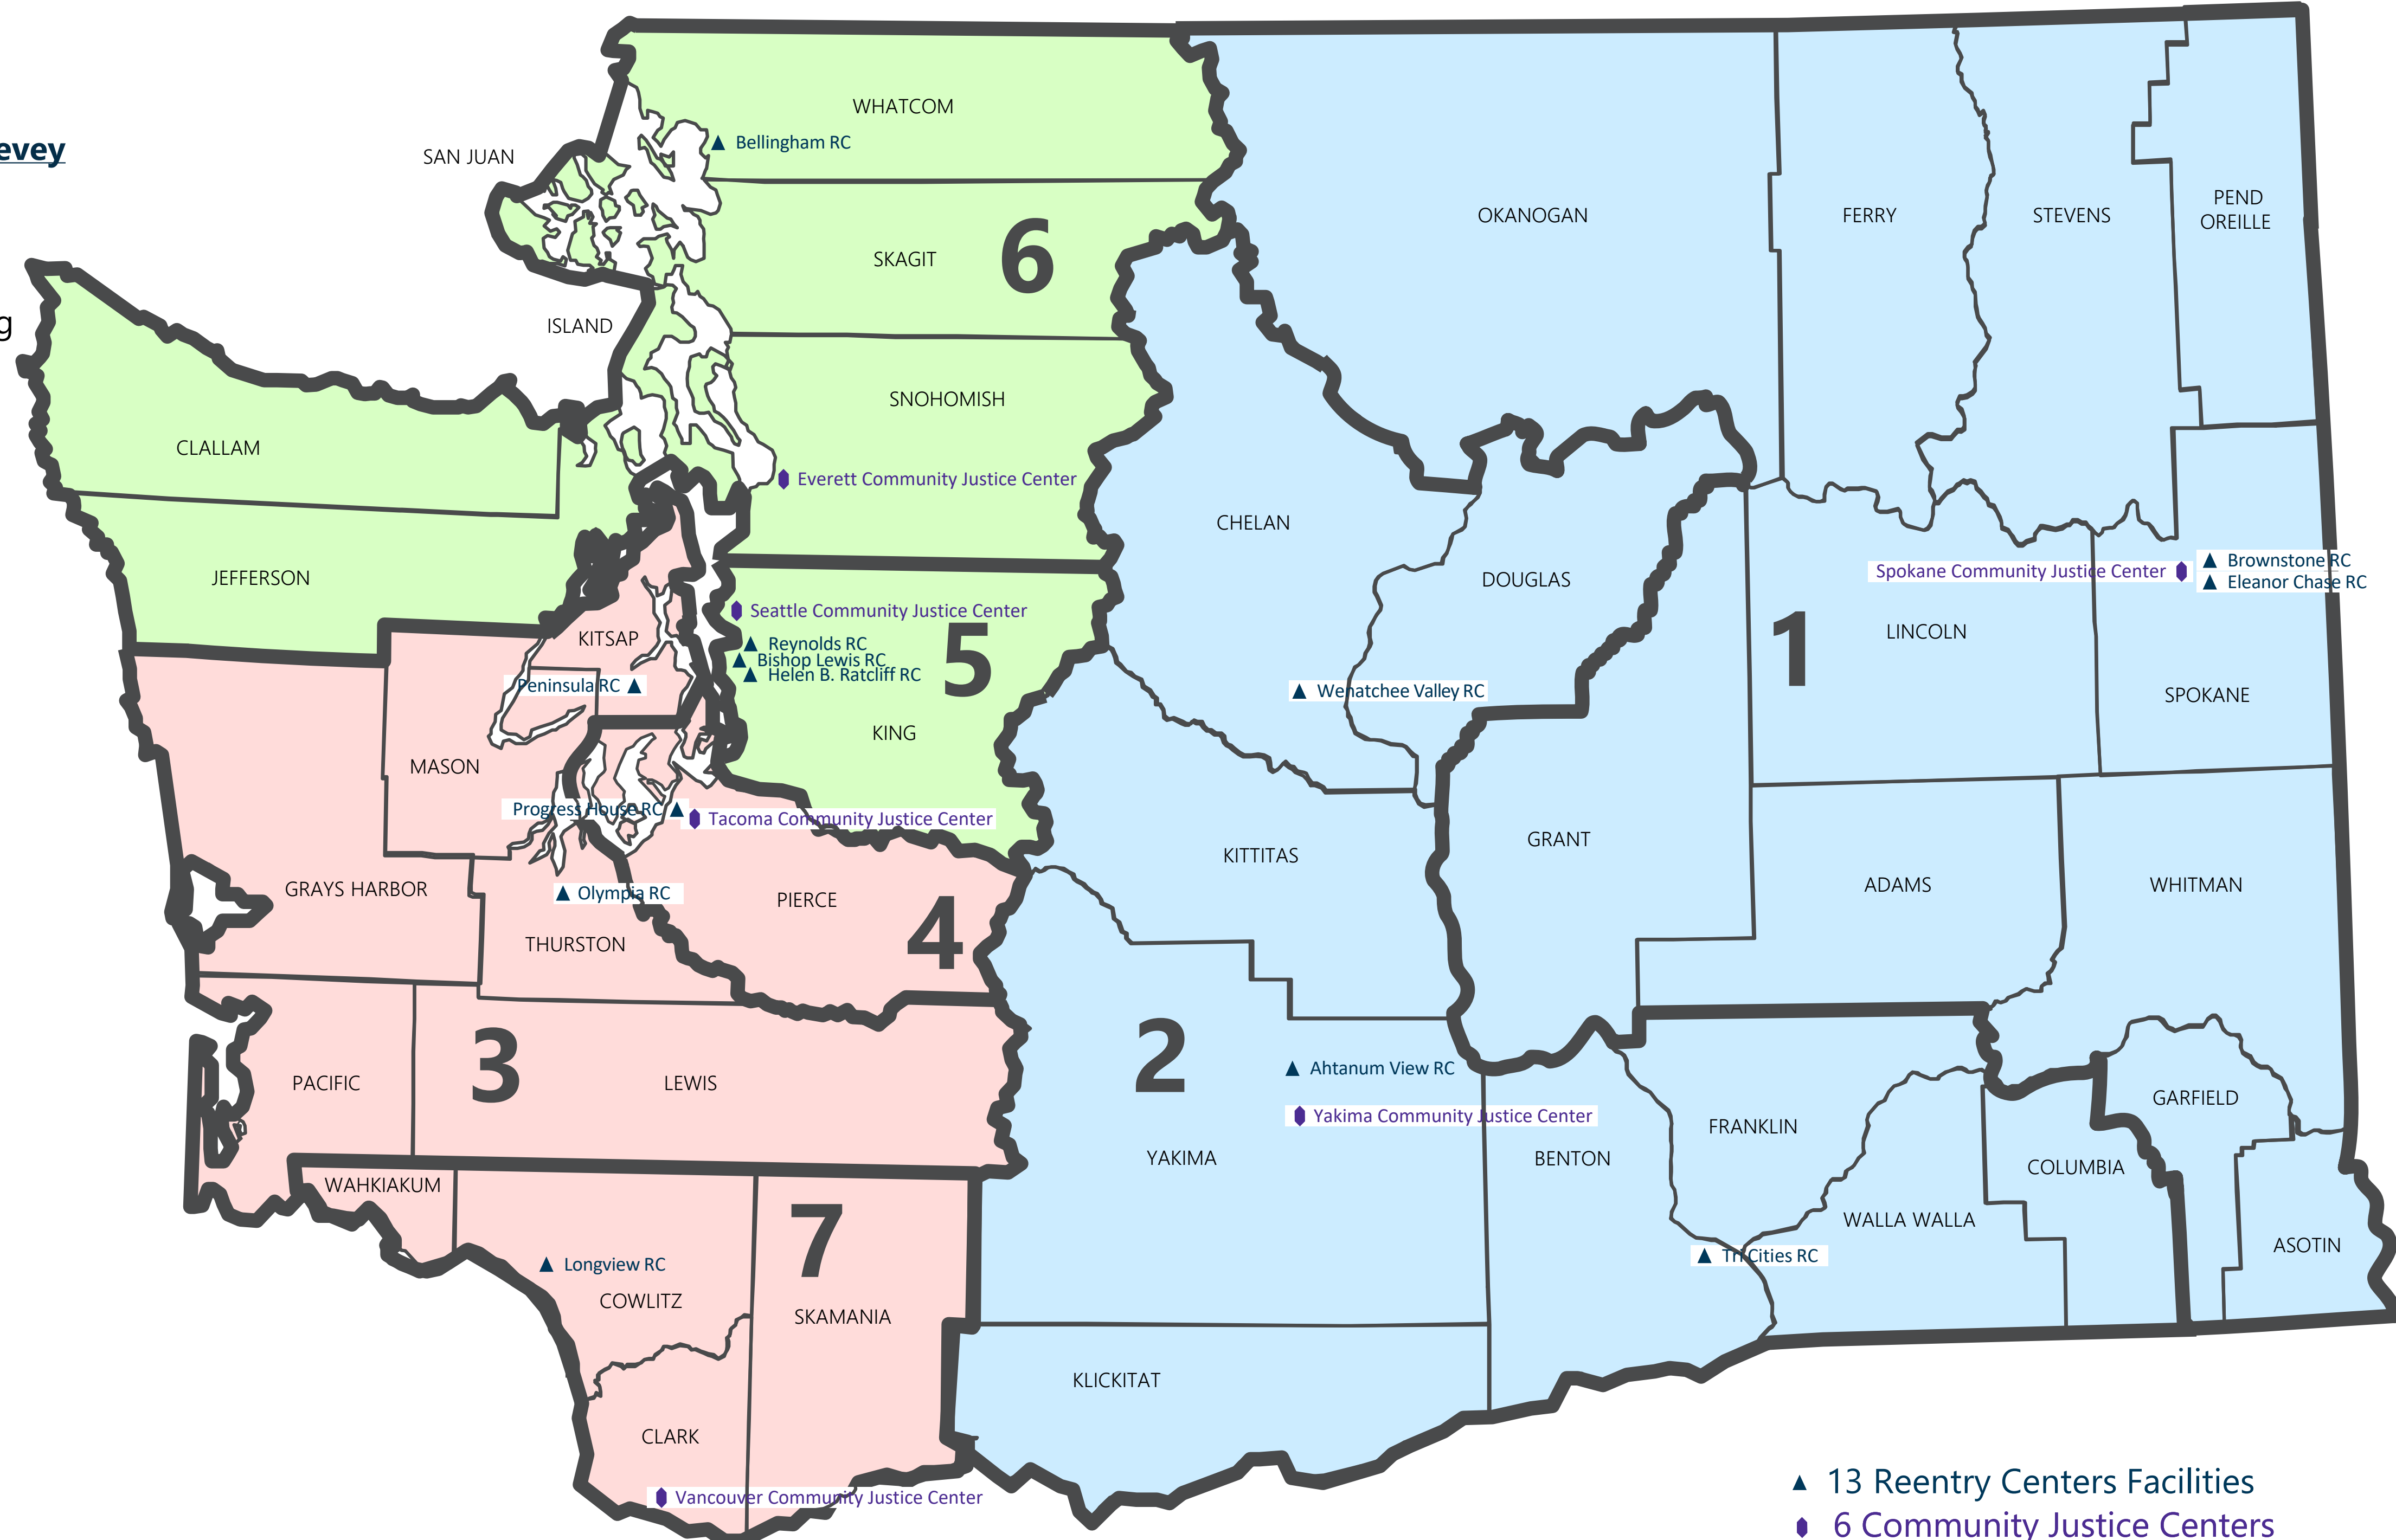 WHATCOM
evey
Bellingham RC
SAN JUAN
PEND
OREILLE
OKANOGAN
FERRY
STEVENS
SKAGIT
6
g
ISLAND
SNOHOMISH
CLALLAM
Everett Community Justice Center
CHELAN
Brownstone RC
Spokane Community Justice Center
JEFFERSON
DOUGLAS
Eleanor Chase RC
Seattle Community Justice Center
LINCOLN
1
KITSAP
Reynolds RC
5
Bishop Lewis RC
Helen B. Ratcliff RC
Peninsula RC
Wenatchee Valley RC
SPOKANE
KING
MASON
Progress House RC
Tacoma Community Justice Center
GRANT
KITTITAS
ADAMS
WHITMAN
GRAYS HARBOR
Olympia RC
PIERCE
4
THURSTON
2
3
Ahtanum View RC
PACIFIC
LEWIS
GARFIELD
Yakima Community Justice Center
FRANKLIN
YAKIMA
BENTON
COLUMBIA
WAHKIAKUM
WALLA WALLA
7
ASOTIN
Tri Cities RC
Longview RC
COWLITZ
SKAMANIA
KLICKITAT
CLARK
13 Reentry Centers Facilities
Vancouver Community Justice Center
6 Community Justice Centers